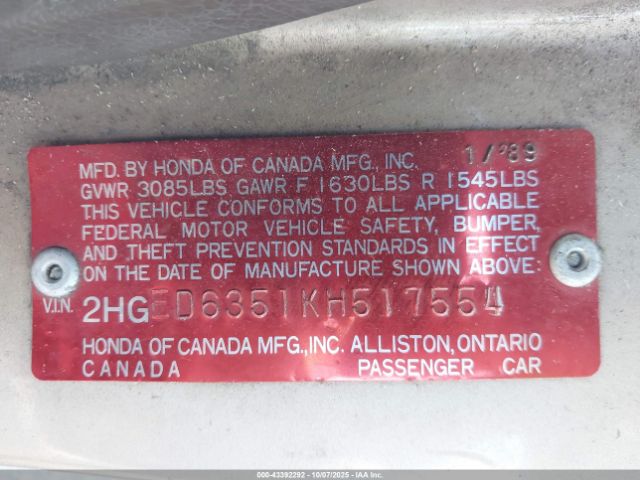 MFD. BY HONDA OF CANADA MFG., INC. 1/'89
GVWR 3085LBS GAWR F 1630LBS R 1545LBS
THIS VEHICLE CONFORMS TO ALL APPLICABLE
FEDERAL MOTOR VEHICLE SAFETY, BUMPER,
AND THEFT PREVENTION STANDARDS IN EFFECT
ON THE DATE OF MANUFACTURE SHOWN ABOVE:
V.I.N. 2HGED6351KH517554
HONDA OF CANADA MFG.,INC. ALLISTON, ONTARIO
CANADA PASSENGER CAR
000-43392292 - 10/07/2025 - IAAI.COM